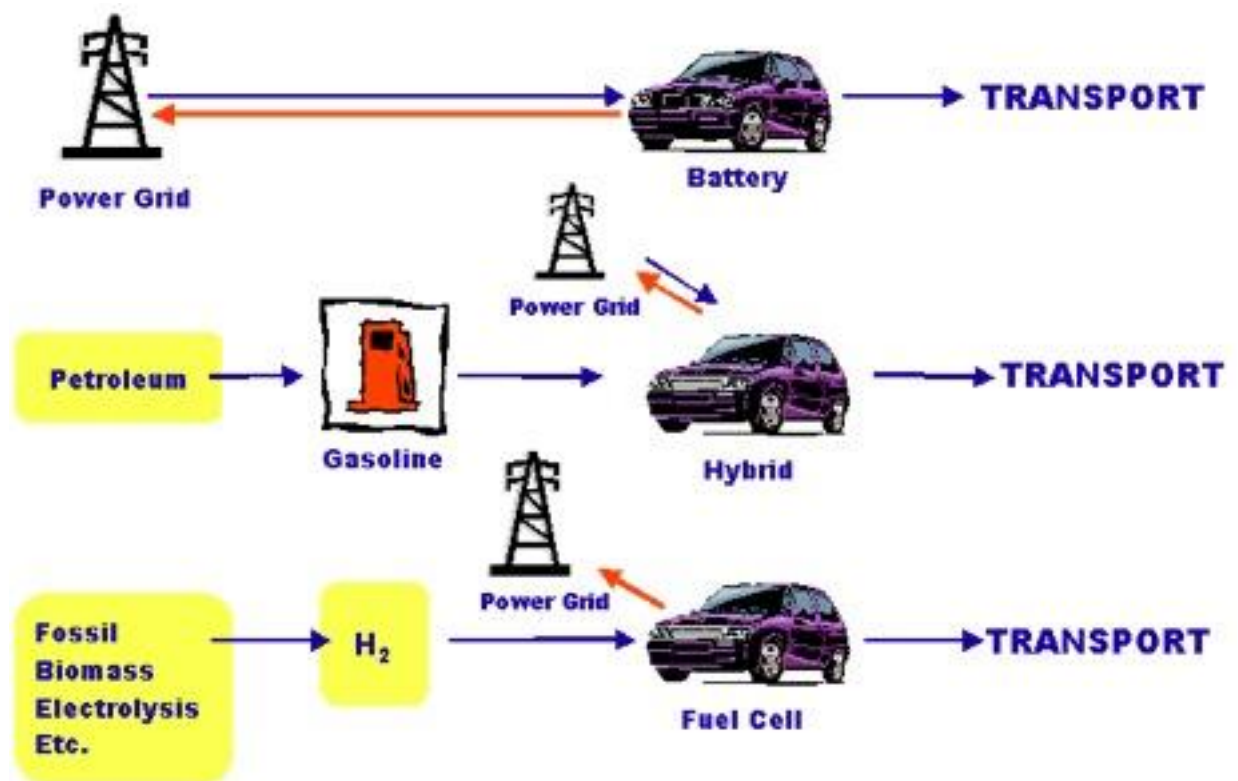 TRANSPORT
Battery
Power Grid
Power Grid
Petroleum
TRANSPORT
Gasoline
Hybrid
Power Grid
Fossil
Biomass
Electrolysis
Etc.
H₂
TRANSPORT
Fuel Cell